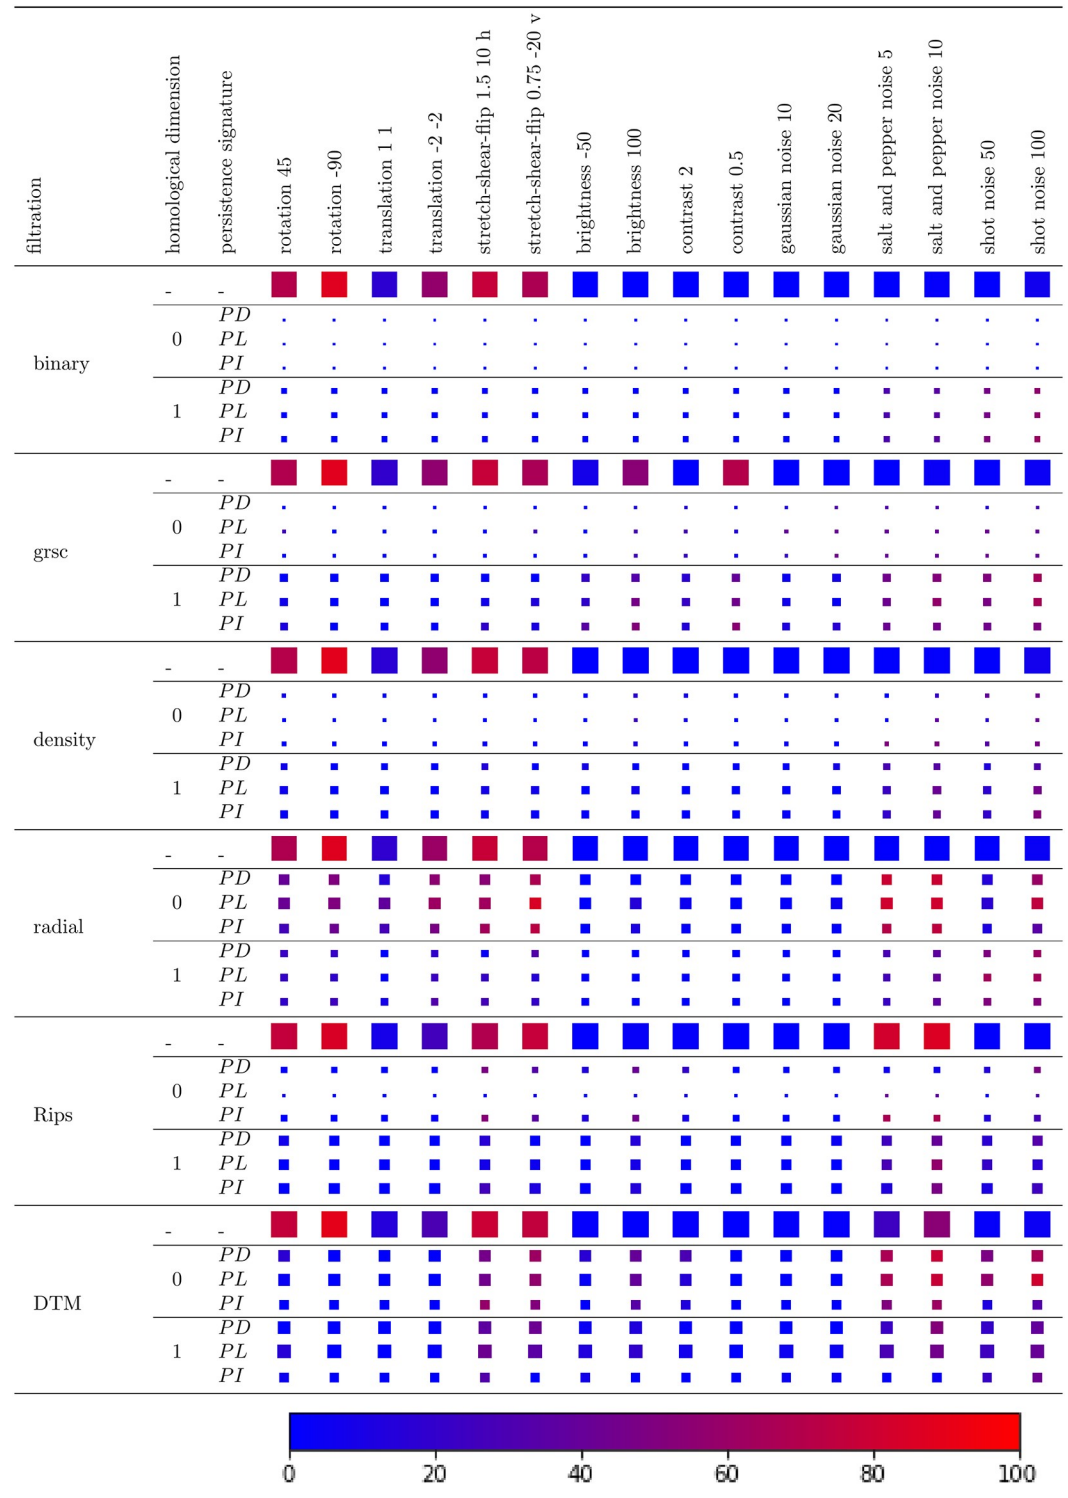 filtration
homological dimension
persistence signature
rotation 45
rotation -90
translation 1 1
translation -2 -2
stretch-shear-flip 1.5 10 h
stretch-shear-flip 0.75 -20 v
brightness -50
brightness 100
contrast 2
contrast 0.5
gaussian noise 10
gaussian noise 20
salt and pepper noise 5
salt and pepper noise 10
shot noise 50
shot noise 100
binary
- -
0
PD
PL
PI
1
PD
PL
PI
grsc
- -
0
PD
PL
PI
1
PD
PL
PI
density
- -
0
PD
PL
PI
1
PD
PL
PI
radial
- -
0
PD
PL
PI
1
PD
PL
PI
Rips
- -
0
PD
PL
PI
1
PD
PL
PI
DTM
- -
0
PD
PL
PI
1
PD
PL
PI
0 20 40 60 80 100